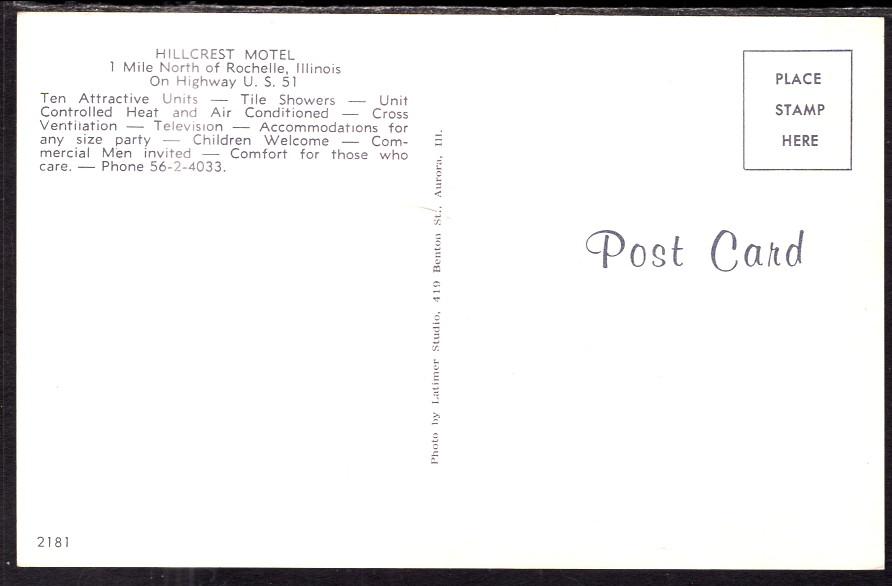 HILLCREST MOTEL
1 Mile North of Rochelle, Illinois
On Highway U. S. 51
Ten Attractive Units — Tile Showers — Unit
Controlled Heat and Air Conditioned — Cross
Ventilation — Television — Accommodations for
any size party — Children Welcome — Com-
mercial Men invited — Comfort for those who
care. — Phone 56-2-4033.
Photo by Latimer Studio, 419 Benton St., Aurora, Ill.
PLACE
STAMP
HERE
Post Card
2181